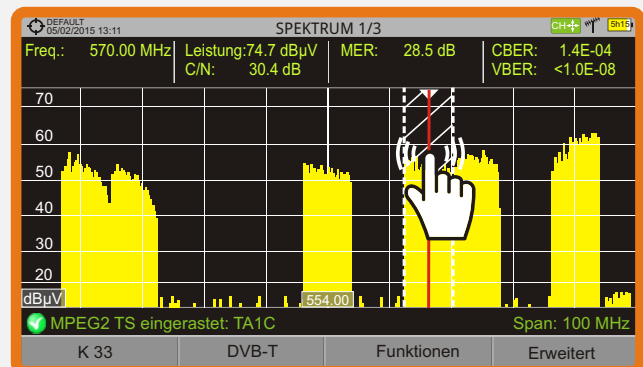 DEFAULT
05/02/2015 13:11
SPEKTRUM 1/3
CH
5h15
Freq.: 570.00 MHz
Leistung:74.7 dBµV
C/N: 30.4 dB
MER: 28.5 dB
CBER: 1.4E-04
VBER: <1.0E-08
70
60
50
40
30
20
dBµV
554.00
MPEG2 TS eingerastet: TA1C
Span: 100 MHz
K 33
DVB-T
Funktionen
Erweitert